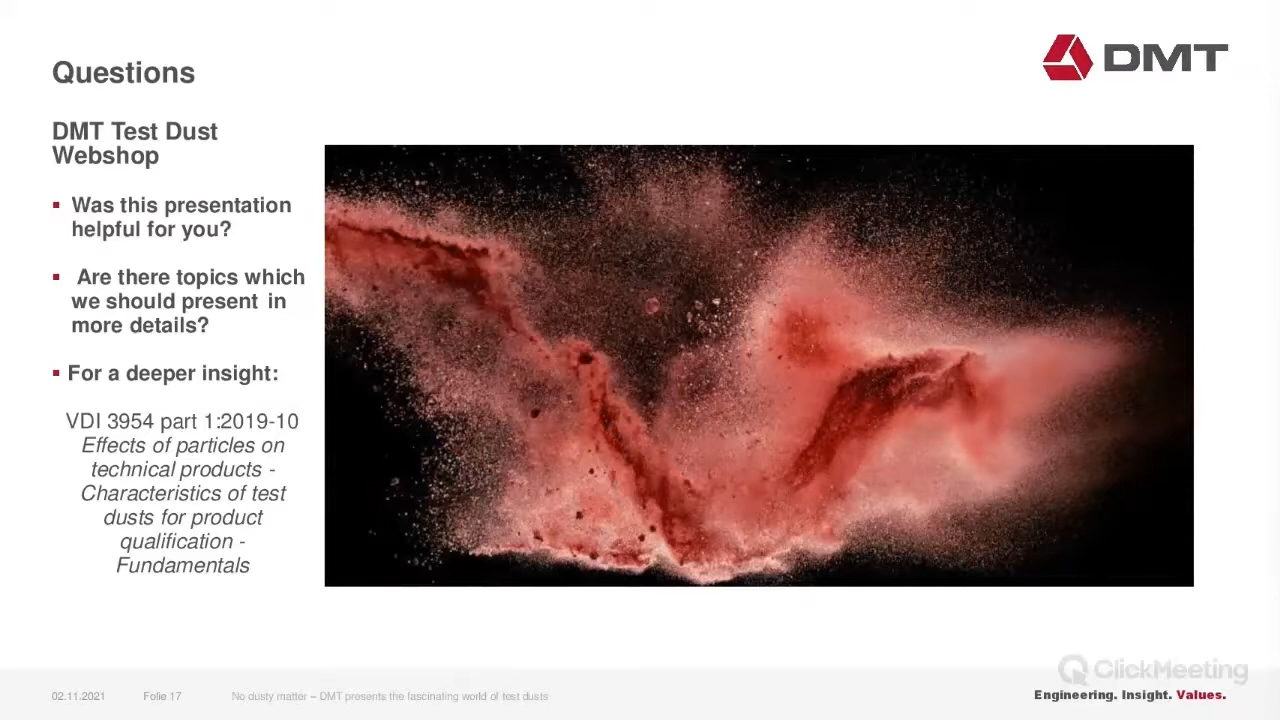 Questions
DMT
DMT Test Dust
Webshop
Was this presentation
helpful for you?
Are there topics which
we should present in
more details?
For a deeper insight:
VDI 3954 part 1:2019-10
Effects of particles on
technical products -
Characteristics of test
dusts for product
qualification -
Fundamentals
ClickMeeting
02.11.2021 Folie 17 No dusty matter – DMT presents the fascinating world of test dusts
Engineering. Insight. Values.